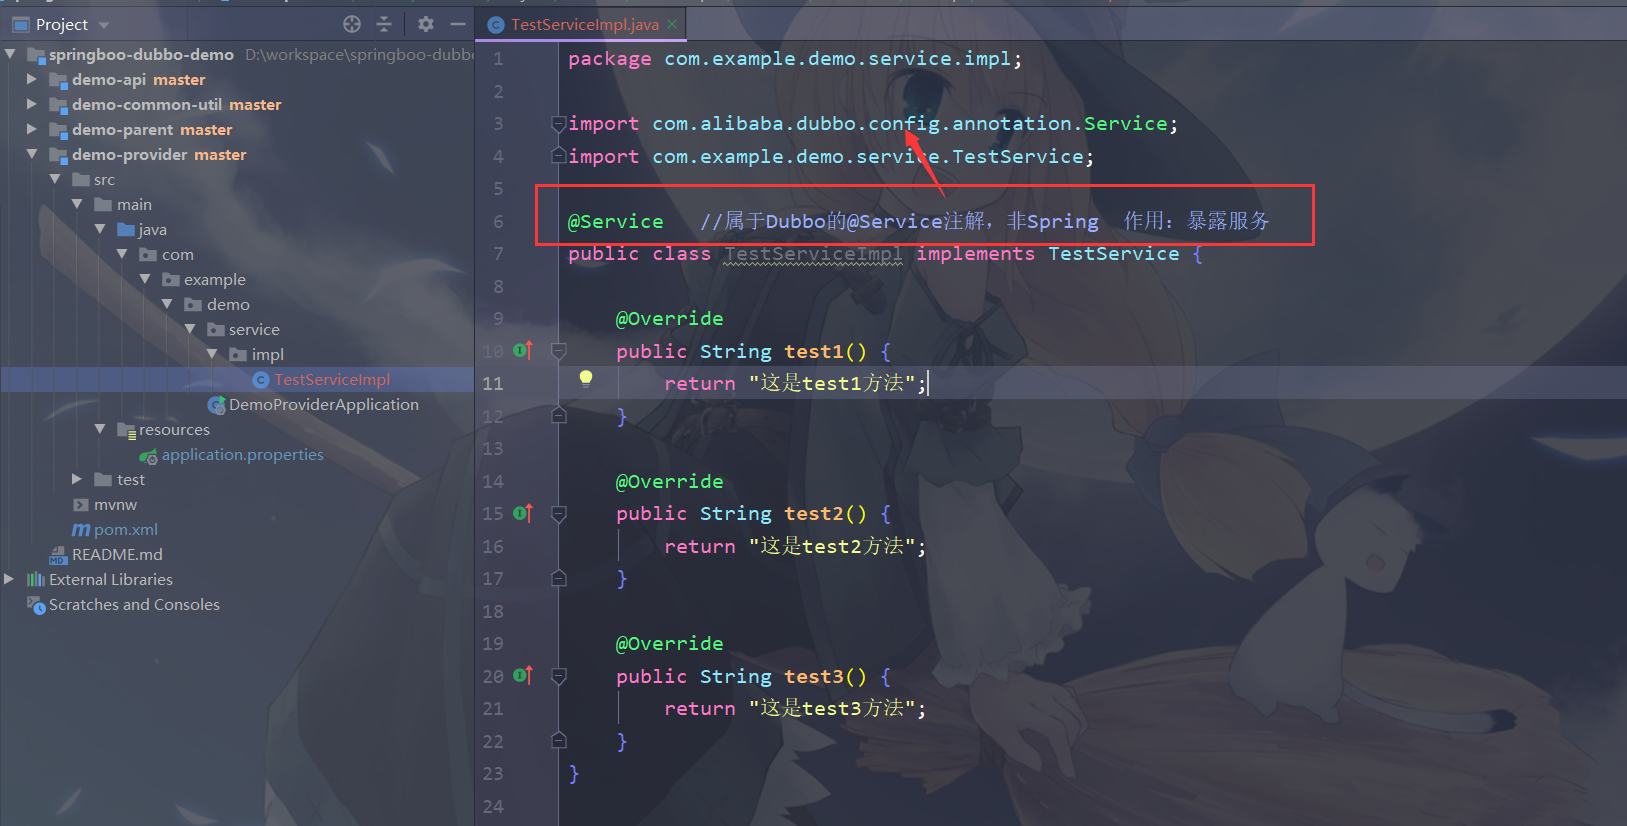 Project
springboo-dubbo-demo D:\workspace\springboo-dubb
demo-api master
demo-common-util master
demo-parent master
demo-provider master
src
main
java
com
example
demo
service
impl
TestServiceImpl
DemoProviderApplication
resources
application.properties
test
mvnw
pom.xml
README.md
External Libraries
Scratches and Consoles
TestServiceImpl.java
1 package com.example.demo.service.impl;
2
3 import com.alibaba.dubbo.config.annotation.Service;
4 import com.example.demo.service.TestService;
5
6 @Service //属于Dubbo的@Service注解，非Spring 作用：暴露服务
7 public class TestServiceImpl implements TestService {
8
9 @Override
10 public String test1() {
11 return "这是test1方法";
12 }
13
14 @Override
15 public String test2() {
16 return "这是test2方法";
17 }
18
19 @Override
20 public String test3() {
21 return "这是test3方法";
22 }
23 }
24